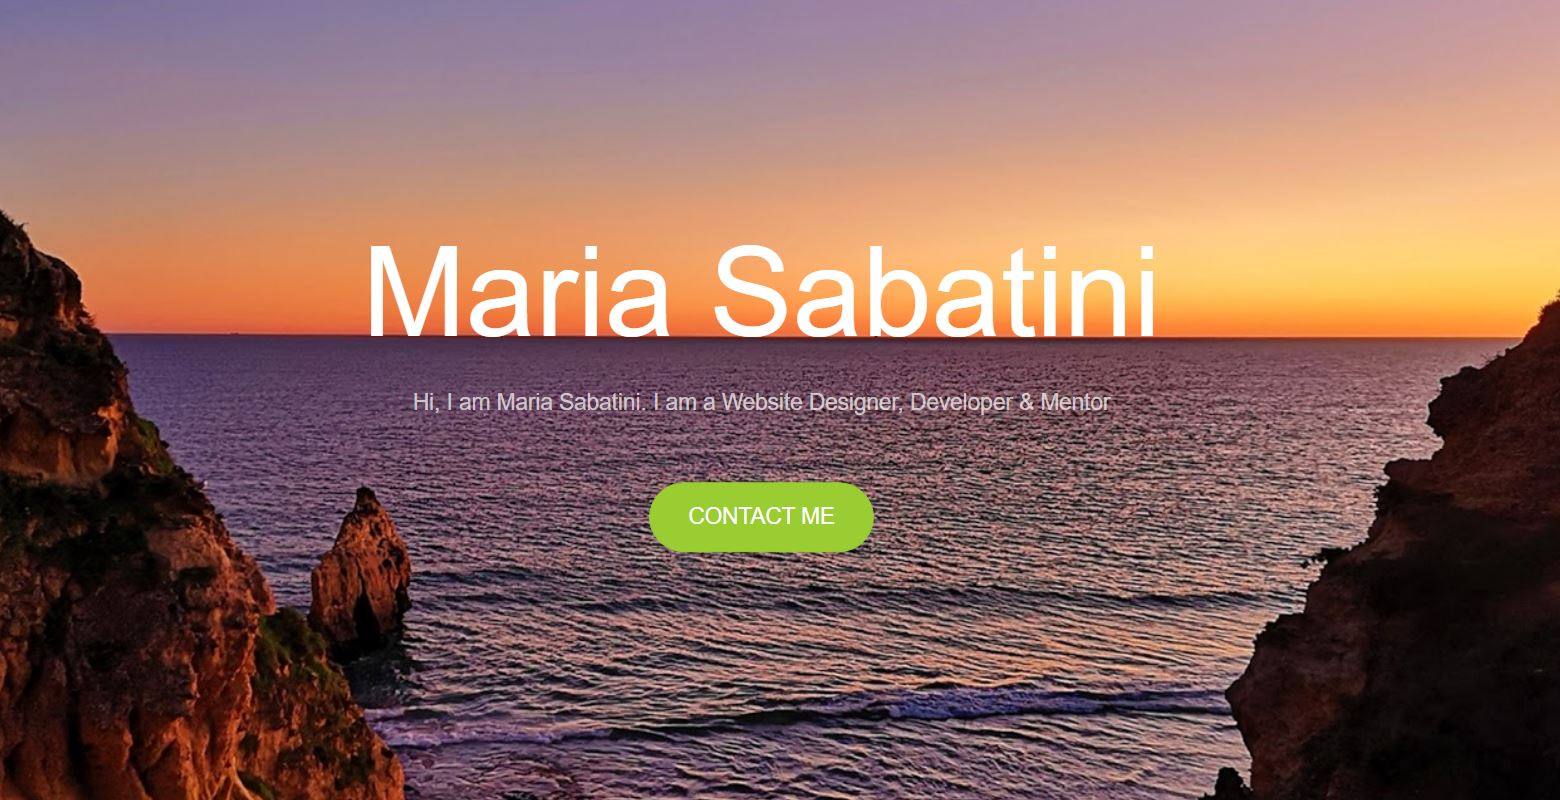 Maria Sabatini
Hi, I am Maria Sabatini. I am a Website Designer, Developer & Mentor
CONTACT ME